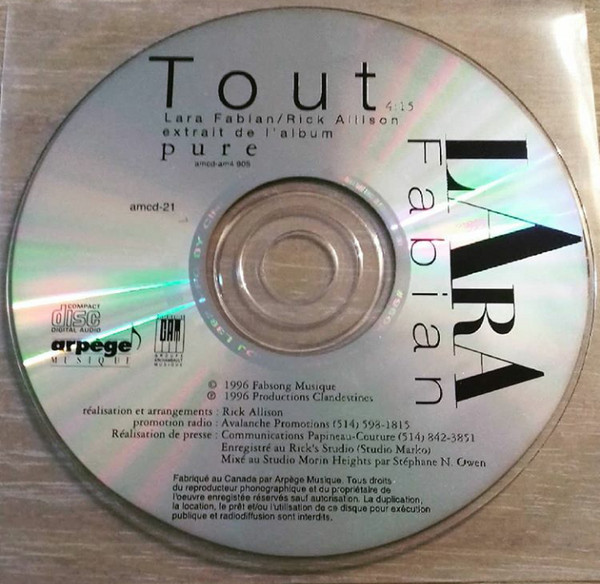 Tout 4:15
Lara Fabian/Rick Allison
extrait de l'album
pure
amcd-am4 805
LARA
Fabian
amcd-21
COMPACT
disc
DIGITAL AUDIO
arpège
MUSIQUE
© 1996 Fabsong Musique
℗ 1996 Productions Clandestines
réalisation et arrangements : Rick Allison
promotion radio : Avalanche Promotions (514) 598-1815
Réalisation de presse : Communications Papineau-Couture (514) 842-3851
Enregistré au Rick's Studio (Studio Marko)
Mixé au Studio Morin Heights par Stéphane N. Owen
Fabriqué au Canada par Arpège Musique. Tous droits
du reproducteur phonographique et du propriétaire de
l'oeuvre enregistrée réservés sauf autorisation. La duplication,
la location, le prêt et/ou l'utilisation de ce disque pour exécution
publique et radiodiffusion sont interdits.